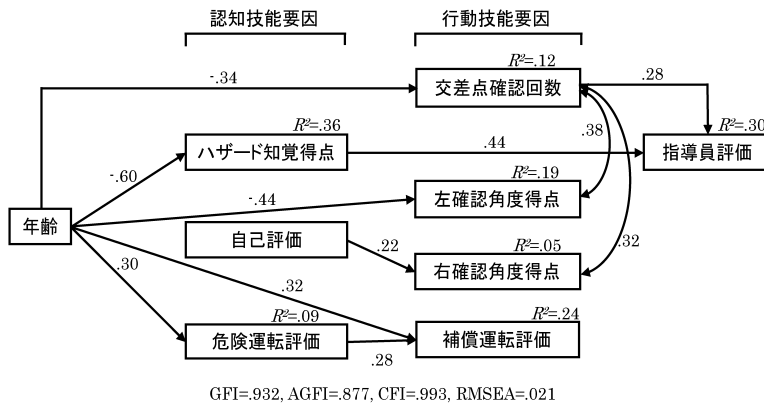 認知技能要因
行動技能要因
R²=.12
-.34
交差点確認回数
.28
R²=.36
.38
R²=.30
ハザード知覚得点
.44
指導員評価
-.60
R²=.19
-.44
左確認角度得点
年齢
自己評価
.22
R²=.05
.32
.30
右確認角度得点
.32
R²=.09
R²=.24
危険運転評価
補償運転評価
.28
GFI=.932, AGFI=.877, CFI=.993, RMSEA=.021